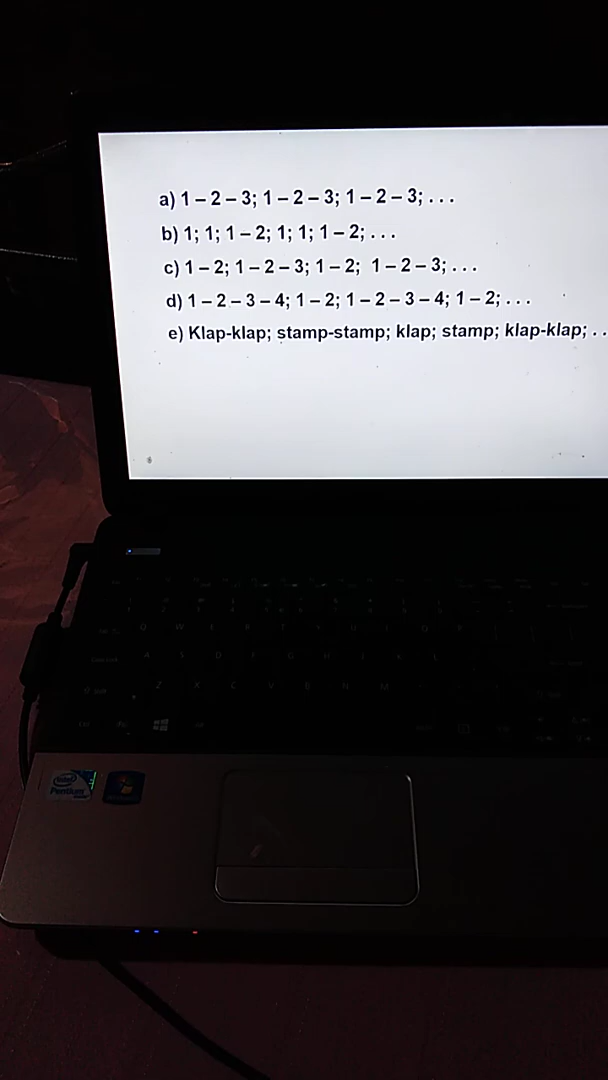 a) 1 – 2 – 3; 1 – 2 – 3; 1 – 2 – 3; . . .
b) 1; 1; 1 – 2; 1; 1; 1 – 2; . . .
c) 1 – 2; 1 – 2 – 3; 1 – 2; 1 – 2 – 3; . . .
d) 1 – 2 – 3 – 4; 1 – 2; 1 – 2 – 3 – 4; 1 – 2; . . .
e) Klap-klap; stamp-stamp; klap; stamp; klap-klap; . .
W
A S D G H
Z X C V B N M
intel
Pentium